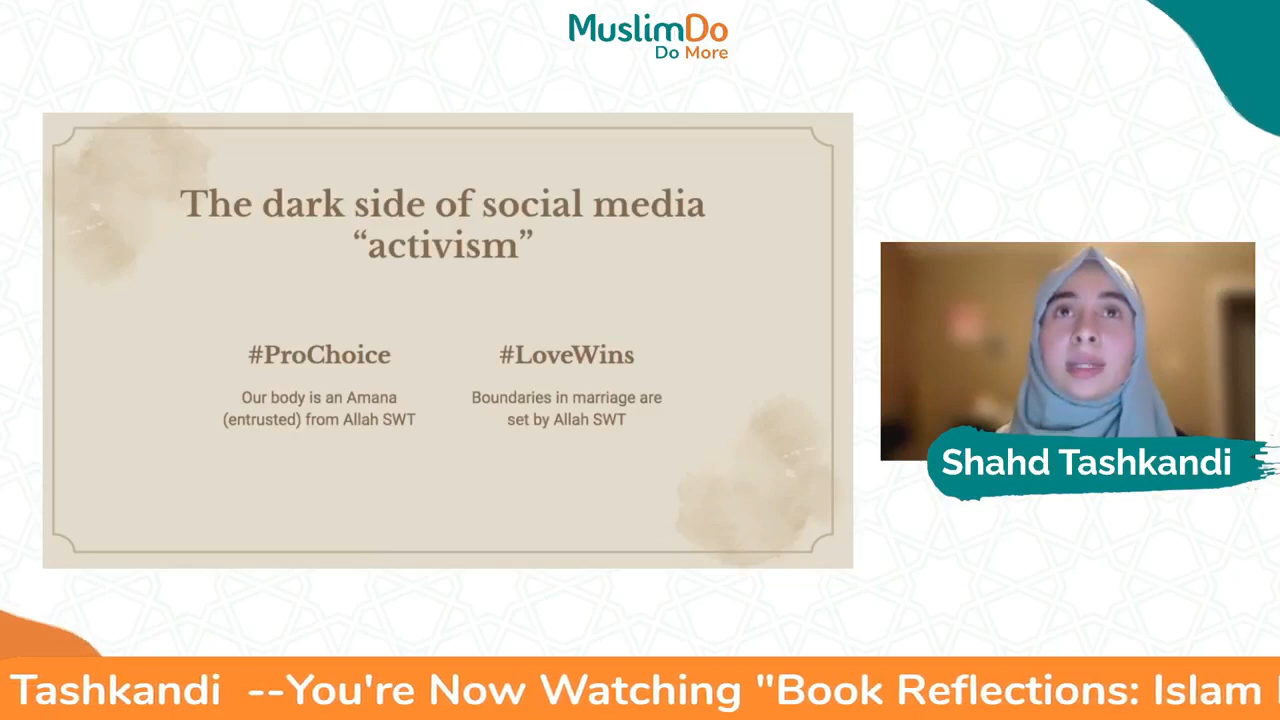 MuslimDo
Do More
The dark side of social media
“activism”
#ProChoice
Our body is an Amana
(entrusted) from Allah SWT
#LoveWins
Boundaries in marriage are
set by Allah SWT
Shahd Tashkandi
Tashkandi --You're Now Watching "Book Reflections: Islam